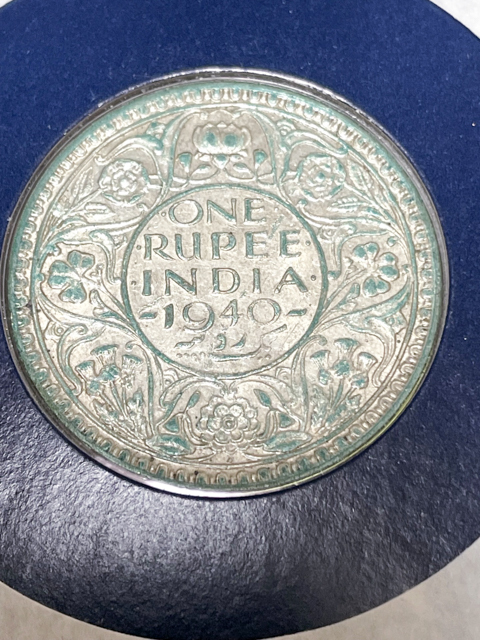 ·ONE·
·RUPEE·
·INDIA·
-1940-